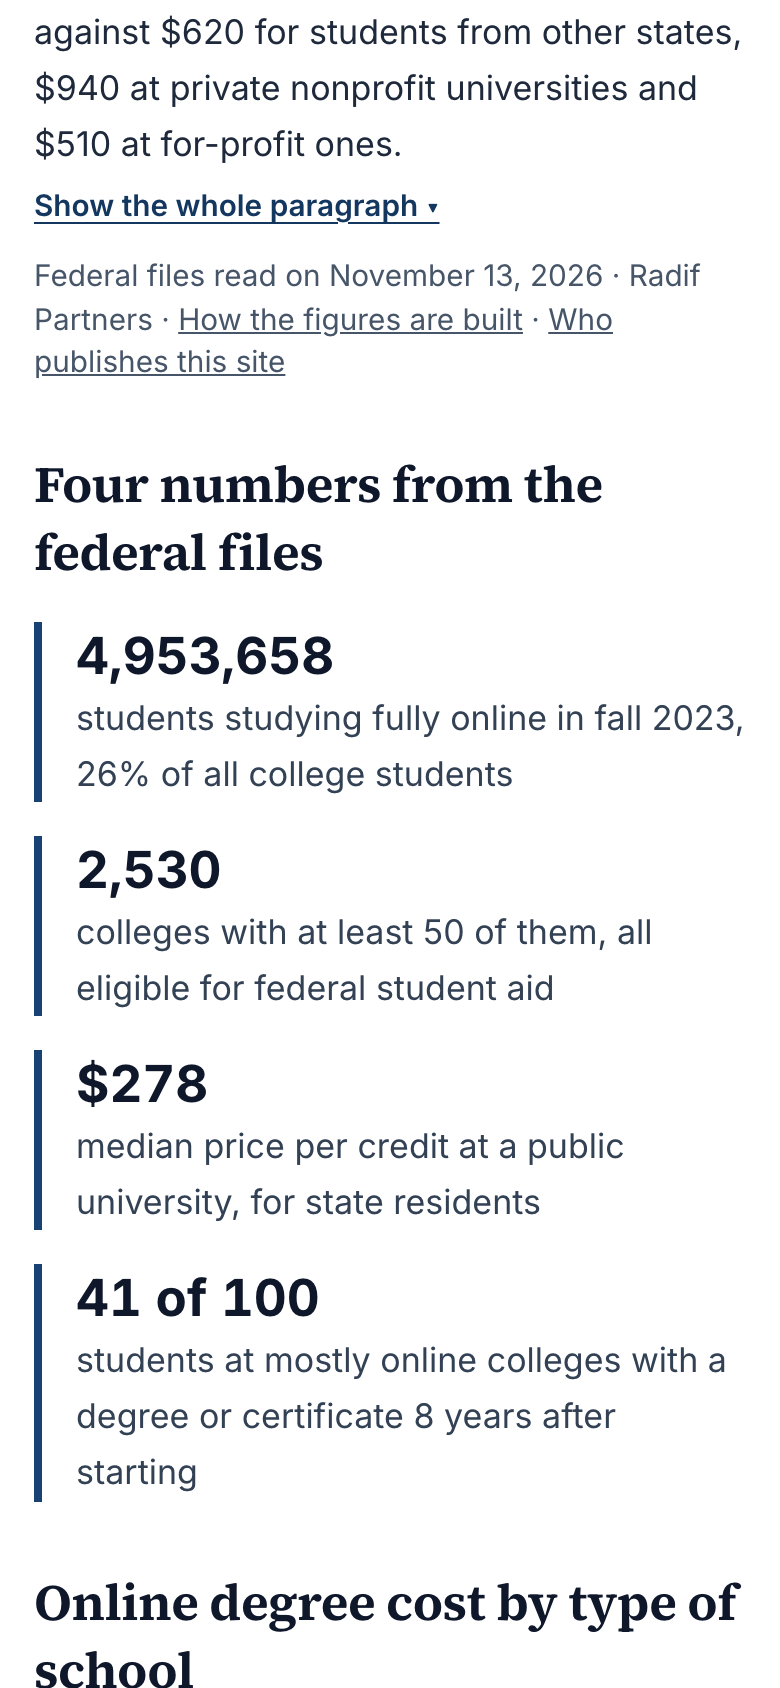 against $620 for students from other states,
$940 at private nonprofit universities and
$510 at for-profit ones.
Show the whole paragraph ▾
Federal files read on November 13, 2026 · Radif
Partners · How the figures are built · Who
publishes this site
Four numbers from the
federal files
4,953,658
students studying fully online in fall 2023,
26% of all college students
2,530
colleges with at least 50 of them, all
eligible for federal student aid
$278
median price per credit at a public
university, for state residents
41 of 100
students at mostly online colleges with a
degree or certificate 8 years after
starting
Online degree cost by type of
school